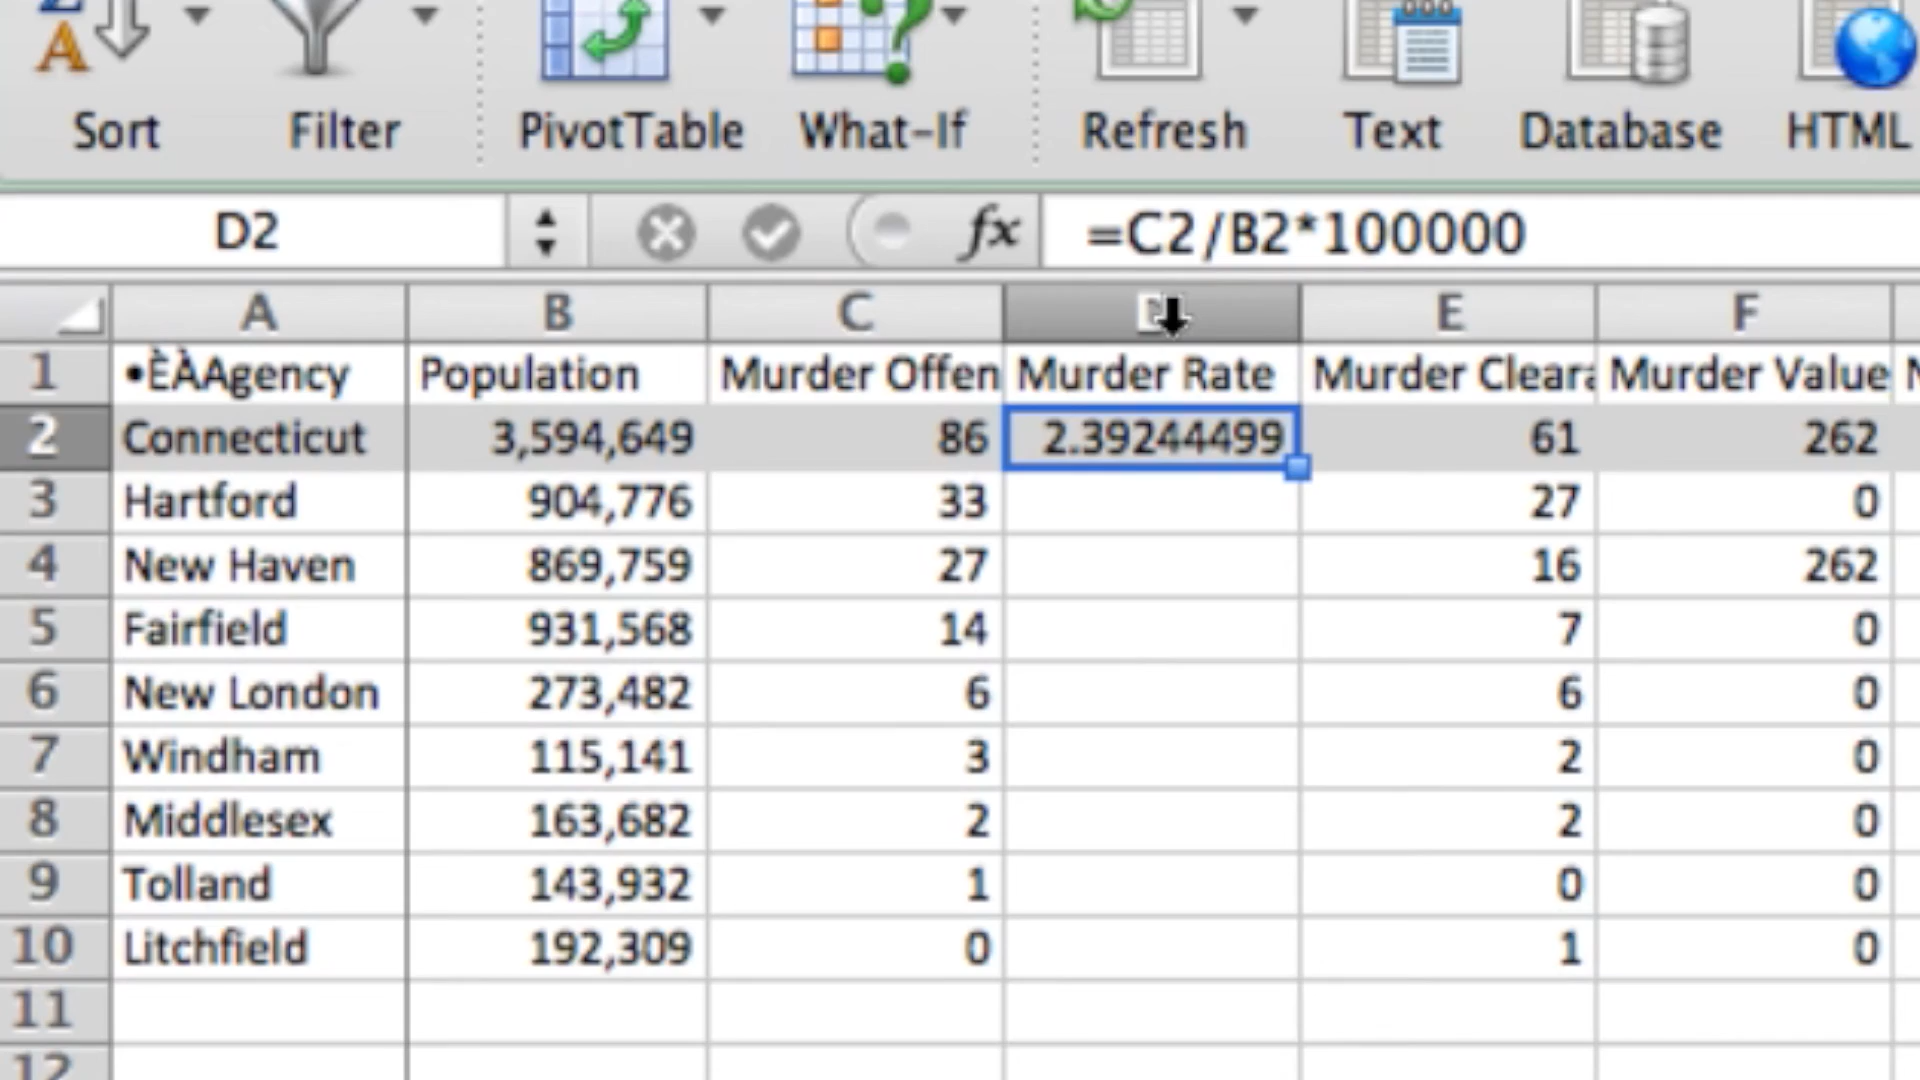 Sort Filter PivotTable What-If Refresh Text Database HTML
D2 fx =C2/B2*100000
A B C E F
1 •ÈÀAgency Population Murder Offen Murder Rate Murder Cleara Murder Value
2 Connecticut 3,594,649 86 2.39244499 61 262
3 Hartford 904,776 33 27 0
4 New Haven 869,759 27 16 262
5 Fairfield 931,568 14 7 0
6 New London 273,482 6 6 0
7 Windham 115,141 3 2 0
8 Middlesex 163,682 2 2 0
9 Tolland 143,932 1 0 0
10 Litchfield 192,309 0 1 0
11
12